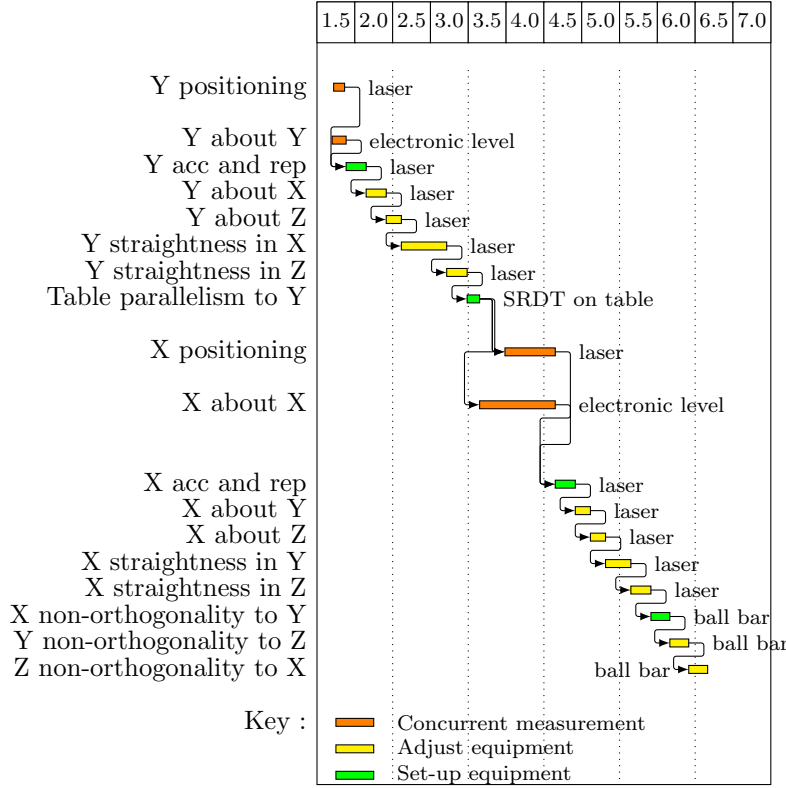 1.5 2.0 2.5 3.0 3.5 4.0 4.5 5.0 5.5 6.0 6.5 7.0
Y positioning laser
Y about Y electronic level
Y acc and rep laser
Y about X laser
Y about Z laser
Y straightness in X laser
Y straightness in Z laser
Table parallelism to Y SRDT on table
X positioning laser
X about X electronic level
X acc and rep laser
X about Y laser
X about Z laser
X straightness in Y laser
X straightness in Z laser
X non-orthogonality to Y ball bar
Y non-orthogonality to Z ball bar
Z non-orthogonality to X ball bar
Key : Concurrent measurement
Adjust equipment
Set-up equipment